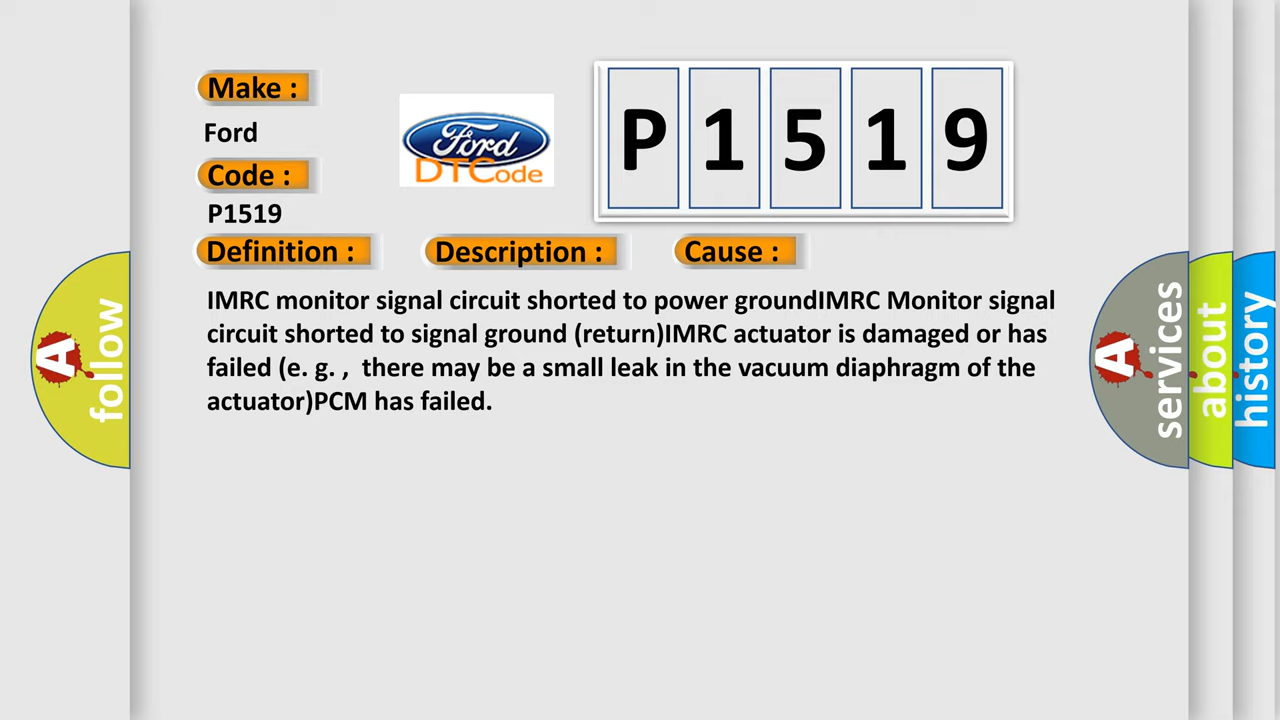 Make :
Ford
Code :
P1519
Ford
DTCode
P 1 5 1 9
Definition :
Description :
Cause :
IMRC monitor signal circuit shorted to power groundIMRC Monitor signal
circuit shorted to signal ground (returnIMRC actuator is damaged or has
failed (e. g. ,  there may be a small leak in the vacuum diaphragm of the
actuator)PCM has failed.
A
follow
A
services
about
history